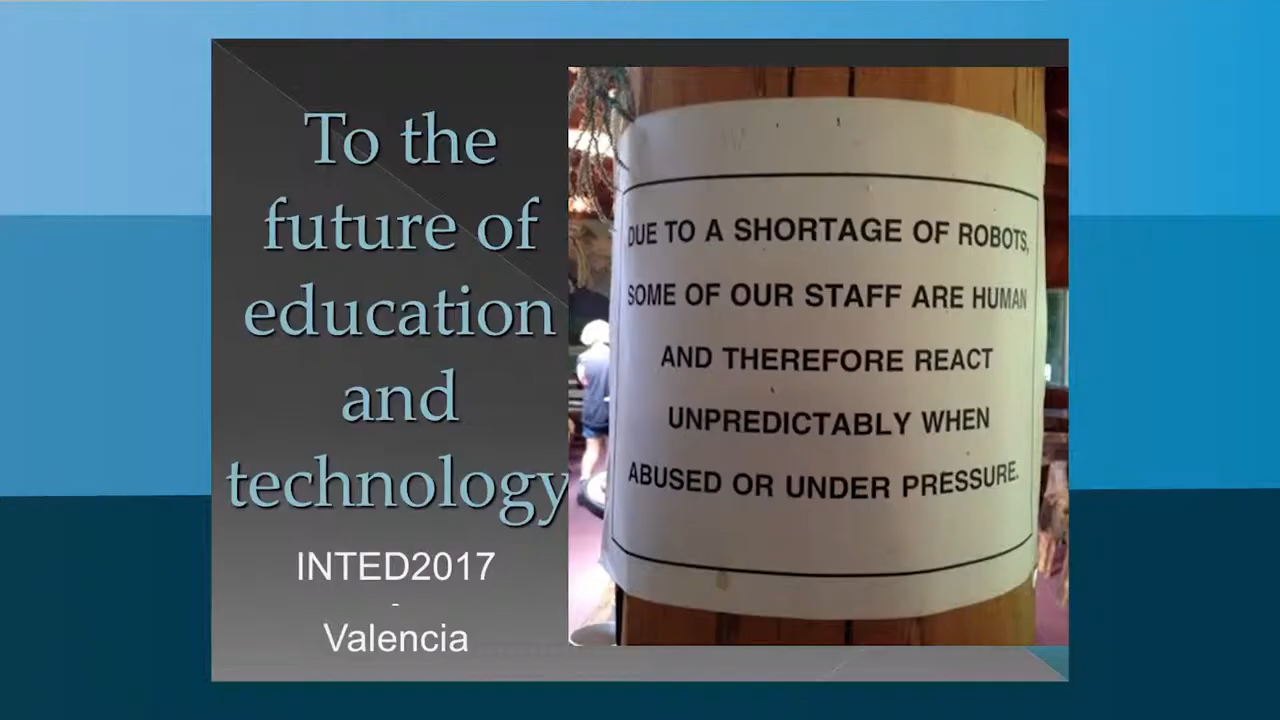 To the
future of
education
and
technology
INTED2017
-
Valencia
DUE TO A SHORTAGE OF ROBOTS,
SOME OF OUR STAFF ARE HUMAN
AND THEREFORE REACT
UNPREDICTABLY WHEN
ABUSED OR UNDER PRESSURE.